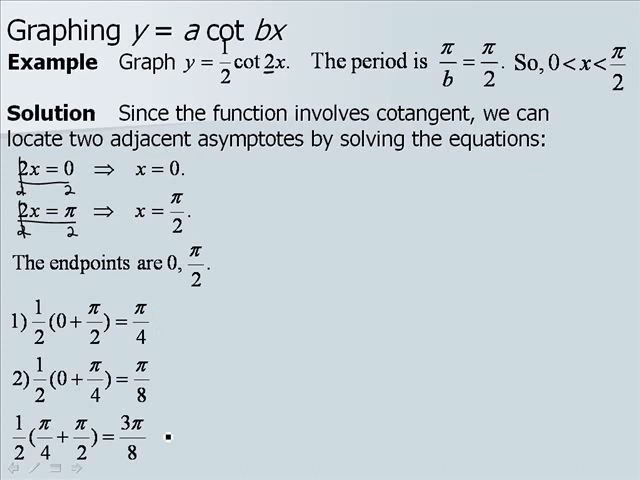 Graphing y = a cot bx
Example Graph y = 1/2 cot 2x. The period is π/b = π/2. So, 0 < x < π/2
Solution Since the function involves cotangent, we can
locate two adjacent asymptotes by solving the equations:
2x = 0 ⇒ x = 0.
2 2
2x = π ⇒ x = π/2.
2 2
The endpoints are 0, π/2.
1) 1/2 (0 + π/2) = π/4
2) 1/2 (0 + π/4) = π/8
1/2 (π/4 + π/2) = 3π/8